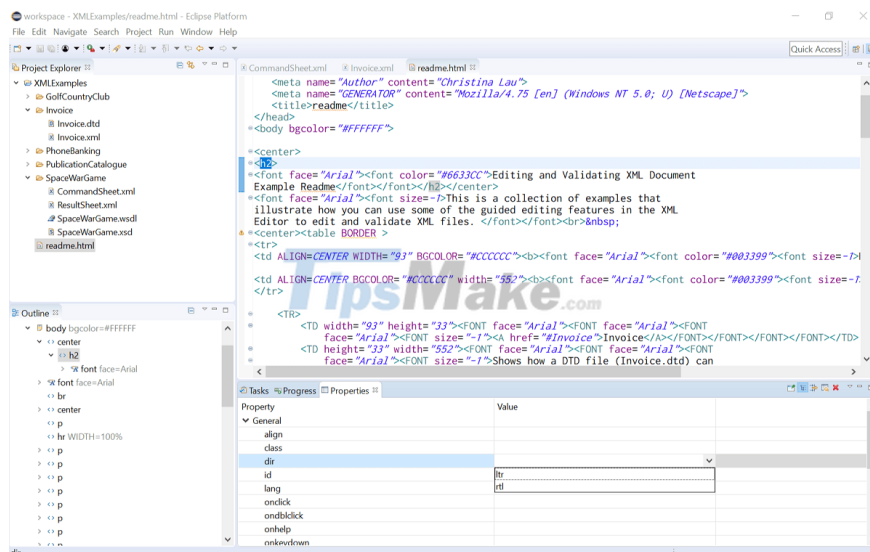 workspace - XMLExamples/readme.html - Eclipse Platform
File Edit Navigate Search Project Run Window Help
Quick Access
Project Explorer
XMLExamples
GolfCountryClub
Invoice
Invoice.dtd
Invoice.xml
PhoneBanking
PublicationCatalogue
SpaceWarGame
CommandSheet.xml
ResultSheet.xml
SpaceWarGame.wsdl
SpaceWarGame.xsd
readme.html
Outline
body bgcolor=#FFFFFF
center
h2
font face=Arial
font face=Arial
br
center
p
hr WIDTH=100%
p
p
p
p
p
p
p
CommandSheet.xml Invoice.xml readme.html
<meta name="Author" content="Christina Lau">
<meta name="GENERATOR" content="Mozilla/4.75 [en] (Windows NT 5.0; U) [Netscape]">
<title>readme</title>
</head>
<body bgcolor="#FFFFFF">
<center>
<h2>
<font face="Arial"><font color="#6633CC">Editing and Validating XML Document
Example Readme</font></font></h2></center>
<font face="Arial"><font size=-1>This is a collection of examples that
illustrate how you can use some of the guided editing features in the XML
Editor to edit and validate XML files. </font></font><br>&nbsp;
<center><table BORDER >
<tr>
<td ALIGN=CENTER WIDTH="93" BGCOLOR="#CCCCCC"><b><font face="Arial"><font color="#003399"><font size=-1>
<td ALIGN=CENTER BGCOLOR="#CCCCCC" width="552"><b><font face="Arial"><font color="#003399"><font size=-1
</tr>
TipsMake.com
<TR>
<TD width="93" height="33"><FONT face="Arial"><FONT face="Arial"><FONT
face="Arial"><FONT size="-1"><A href="#Invoice">Invoice</A></FONT></FONT></FONT></FONT></TD>
<TD height="33" width="552"><FONT face="Arial"><FONT face="Arial"><FONT
face="Arial"><FONT size="-1">Shows how a DTD file (Invoice.dtd) can
Tasks Progress Properties
Property Value
General
align
class
dir
id
lang
onclick
ondblclick
onhelp
onkeydown
ltr
rtl